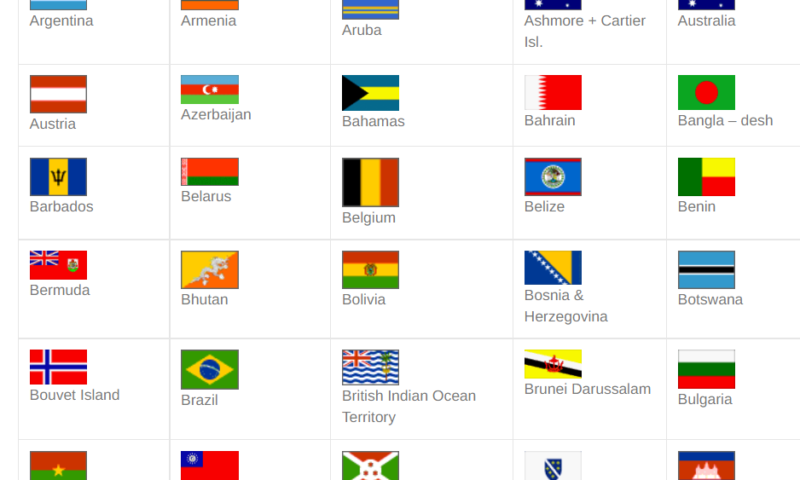 Argentina
Armenia
Aruba
Ashmore + Cartier
Isl.
Australia
Austria
Azerbaijan
Bahamas
Bahrain
Bangla – desh
Barbados
Belarus
Belgium
Belize
Benin
Bermuda
Bhutan
Bolivia
Bosnia &
Herzegovina
Botswana
Bouvet Island
Brazil
British Indian Ocean
Territory
Brunei Darussalam
Bulgaria